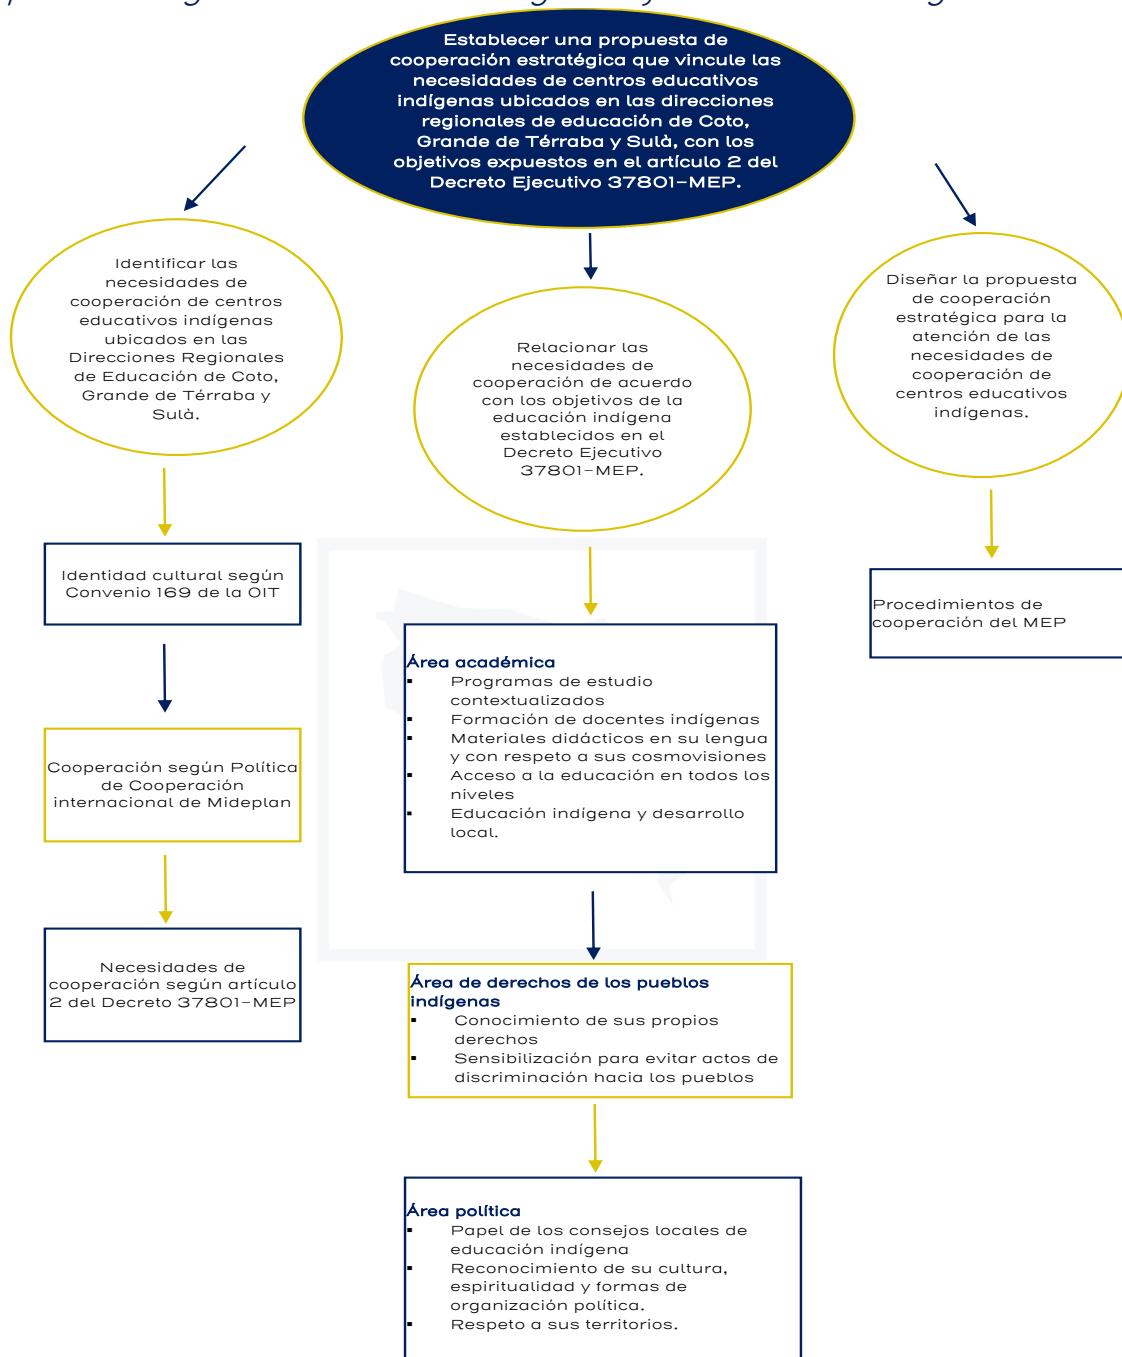 Establecer una propuesta de
cooperación estratégica que vincule las
necesidades de centros educativos
indígenas ubicados en las direcciones
regionales de educación de Coto,
Grande de Térraba y Sulà, con los
objetivos expuestos en el artículo 2 del
Decreto Ejecutivo 37801-MEP.
Identificar las
necesidades de
cooperación de centros
educativos indígenas
ubicados en las
Direcciones Regionales
de Educación de Coto,
Grande de Térraba y
Sulà.
Identidad cultural según
Convenio 169 de la OIT
Cooperación según Política
de Cooperación
internacional de Mideplan
Necesidades de
cooperación según artículo
2 del Decreto 37801-MEP
Relacionar las
necesidades de
cooperación de acuerdo
con los objetivos de la
educación indígena
establecidos en el
Decreto Ejecutivo
37801-MEP.
Área académica
▪ Programas de estudio
contextualizados
▪ Formación de docentes indígenas
▪ Materiales didácticos en su lengua
y con respeto a sus cosmovisiones
▪ Acceso a la educación en todos los
niveles
▪ Educación indígena y desarrollo
local.
Área de derechos de los pueblos
indígenas
▪ Conocimiento de sus propios
derechos
▪ Sensibilización para evitar actos de
discriminación hacia los pueblos
Área política
▪ Papel de los consejos locales de
educación indígena
▪ Reconocimiento de su cultura,
espiritualidad y formas de
organización política.
▪ Respeto a sus territorios.
Diseñar la propuesta
de cooperación
estratégica para la
atención de las
necesidades de
cooperación de
centros educativos
indígenas.
Procedimientos de
cooperación del MEP